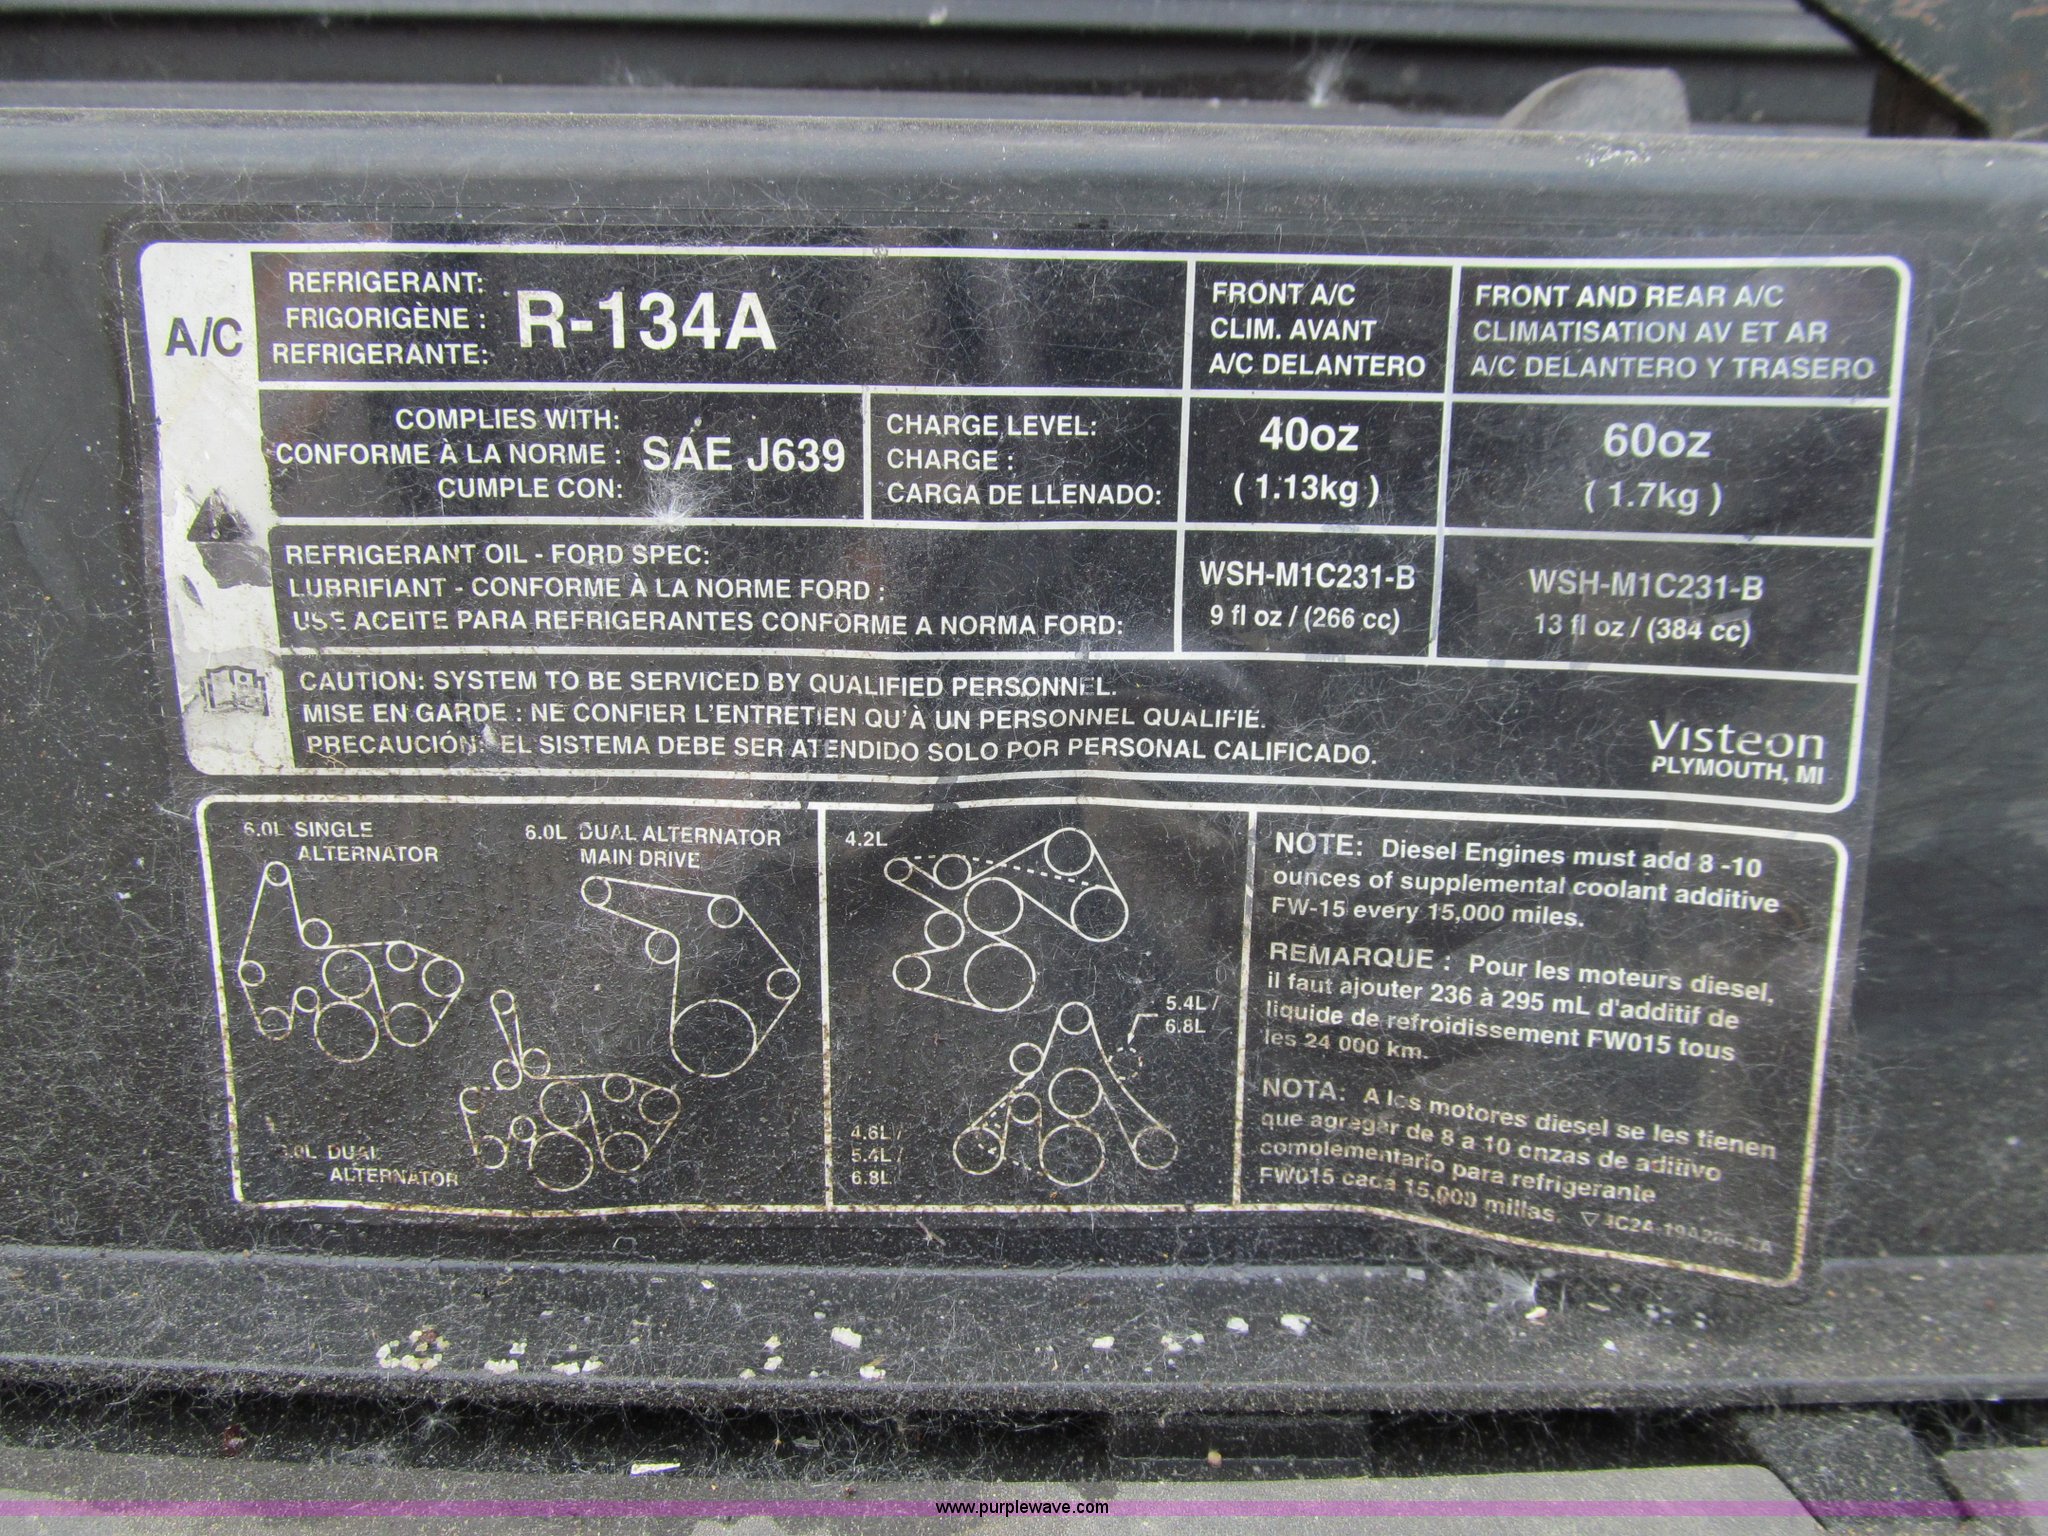 A/C
REFRIGERANT:
FRIGORIGÈNE :
REFRIGERANTE:
R-134A
FRONT A/C
CLIM. AVANT
A/C DELANTERO
FRONT AND REAR A/C
CLIMATISATION AV ET AR
A/C DELANTERO Y TRASERO
COMPLIES WITH:
CONFORME À LA NORME :
CUMPLE CON:
SAE J639
CHARGE LEVEL:
CHARGE :
CARGA DE LLENADO:
40oz
( 1.13kg )
60oz
( 1.7kg )
REFRIGERANT OIL - FORD SPEC:
LUBRIFIANT - CONFORME À LA NORME FORD :
USE ACEITE PARA REFRIGERANTES CONFORME A NORMA FORD:
WSH-M1C231-B
9 fl oz / (266 cc)
WSH-M1C231-B
13 fl oz / (384 cc)
CAUTION: SYSTEM TO BE SERVICED BY QUALIFIED PERSONNEL.
MISE EN GARDE : NE CONFIER L'ENTRETIEN QU'À UN PERSONNEL QUALIFIÉ.
PRECAUCIÓN: EL SISTEMA DEBE SER ATENDIDO SOLO POR PERSONAL CALIFICADO.
Visteon
PLYMOUTH, MI
6.0L SINGLE
ALTERNATOR
6.0L DUAL ALTERNATOR
MAIN DRIVE
DUAL
ALTERNATOR
4.2L
5.4L /
6.8L
4.6L /
5.4L /
6.8L
NOTE: Diesel Engines must add 8 -10
ounces of supplemental coolant additive
FW-15 every 15,000 miles.
REMARQUE : Pour les moteurs diesel,
il faut ajouter 236 à 295 mL d'additif de
liquide de refroidissement FW015 tous
les 24 000 km.
NOTA: A los motores diesel se les tienen
que agregar de 8 a 10 onzas de aditivo
complementario para refrigerante
FW015 cada 15,000 millas.
www.purplewave.com